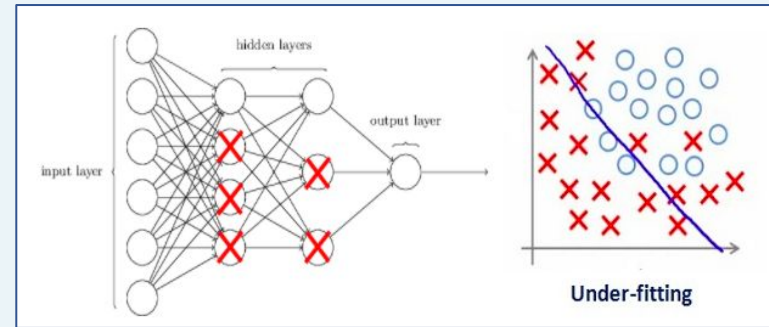 hidden layers
output layer
input layer
Under-fitting